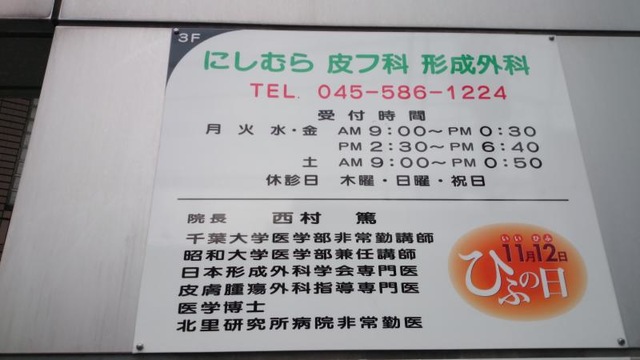 3F
にしむら 皮フ科 形成外科
TEL. 045-586-1224
受付時間
月 火 水・金 AM 9:00〜PM 0:30
PM 2:30〜PM 6:40
土 AM 9:00〜PM 0:50
休診日 木曜・日曜・祝日
院長 西村 篤
千葉大学医学部非常勤講師
昭和大学医学部兼任講師
日本形成外科学会専門医
皮膚腫瘍外科指導専門医
医学博士
北里研究所病院非常勤医
いい ひふ
11月12日
ひふの日